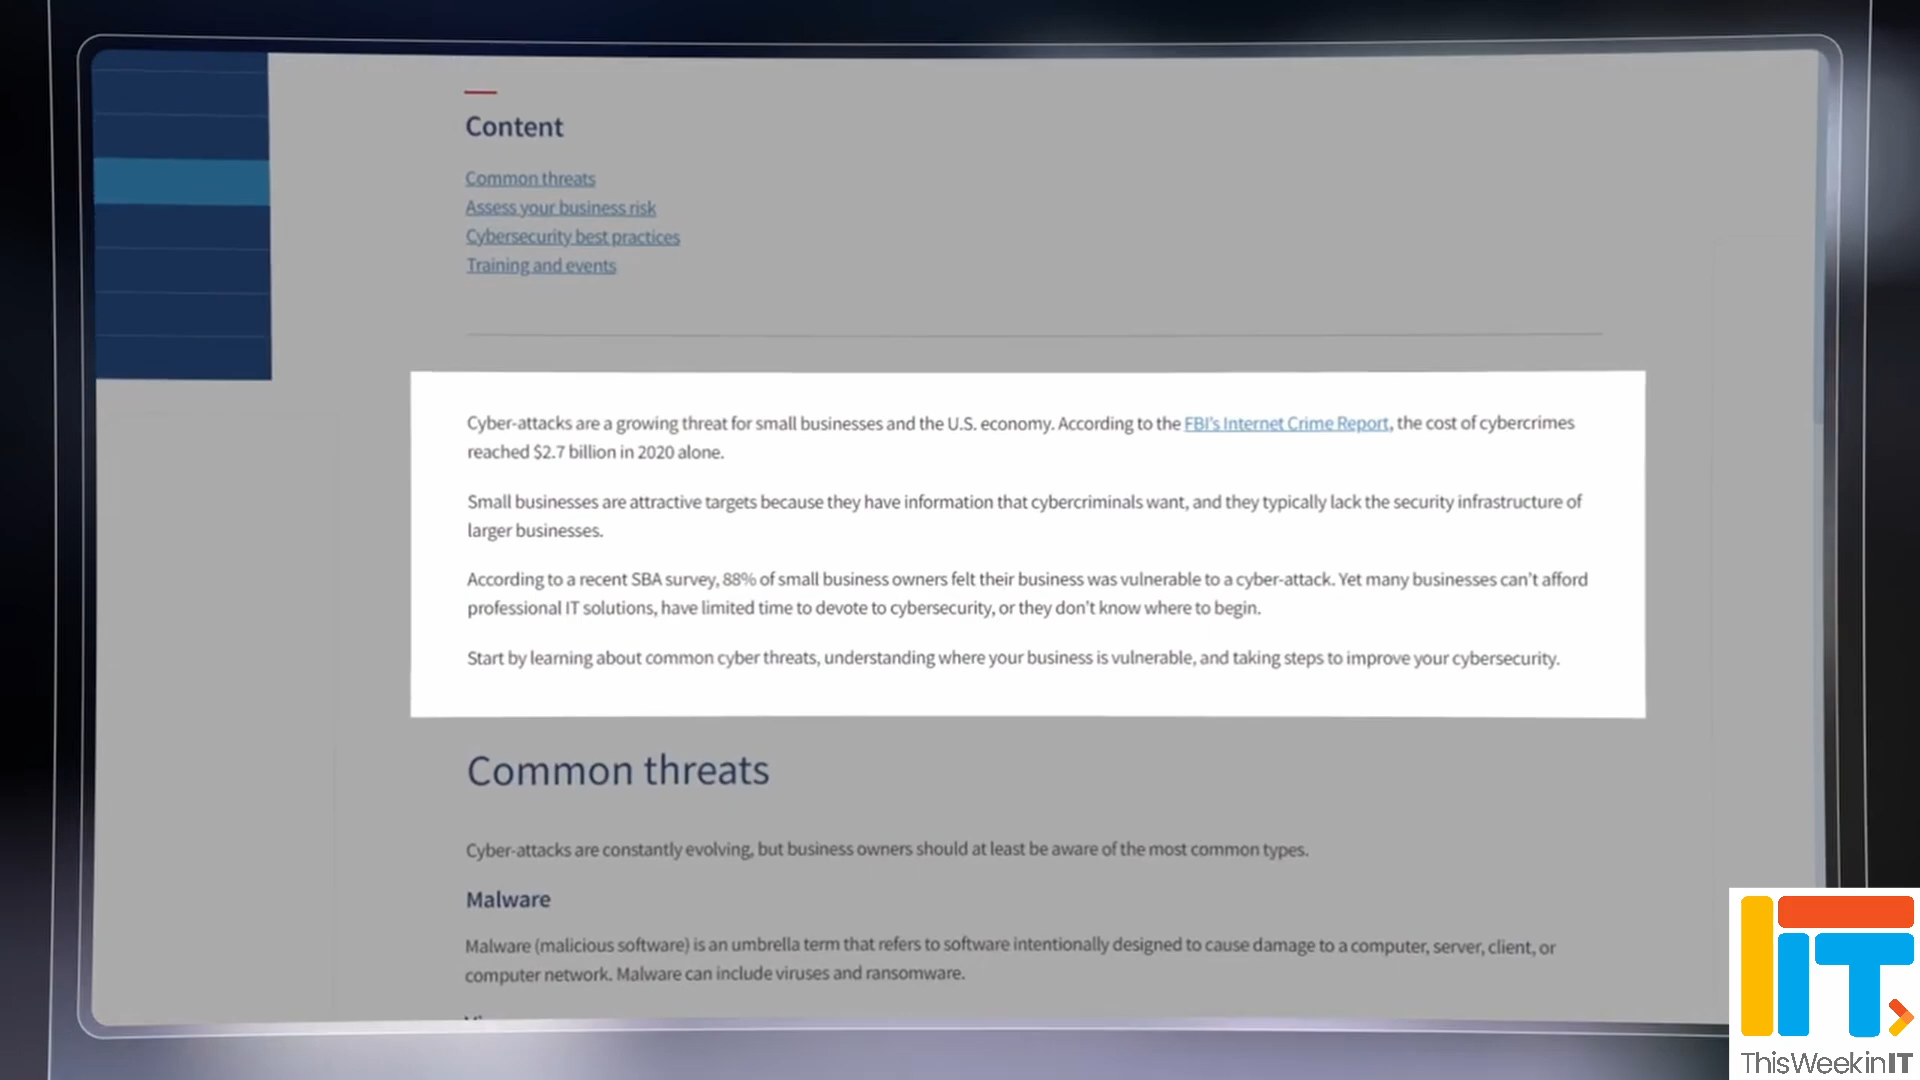 Content
Common threats
Assess your business risk
Cybersecurity best practices
Training and events
Cyber-attacks are a growing threat for small businesses and the U.S. economy. According to the FBI's Internet Crime Report, the cost of cybercrimes
reached $2.7 billion in 2020 alone.
Small businesses are attractive targets because they have information that cybercriminals want, and they typically lack the security infrastructure of
larger businesses.
According to a recent SBA survey, 88% of small business owners felt their business was vulnerable to a cyber-attack. Yet many businesses can't afford
professional IT solutions, have limited time to devote to cybersecurity, or they don't know where to begin.
Start by learning about common cyber threats, understanding where your business is vulnerable, and taking steps to improve your cybersecurity.
Common threats
Cyber-attacks are constantly evolving, but business owners should at least be aware of the most common types.
Malware
Malware (malicious software) is an umbrella term that refers to software intentionally designed to cause damage to a computer, server, client, or
computer network. Malware can include viruses and ransomware.
IT
ThisWeekinIT